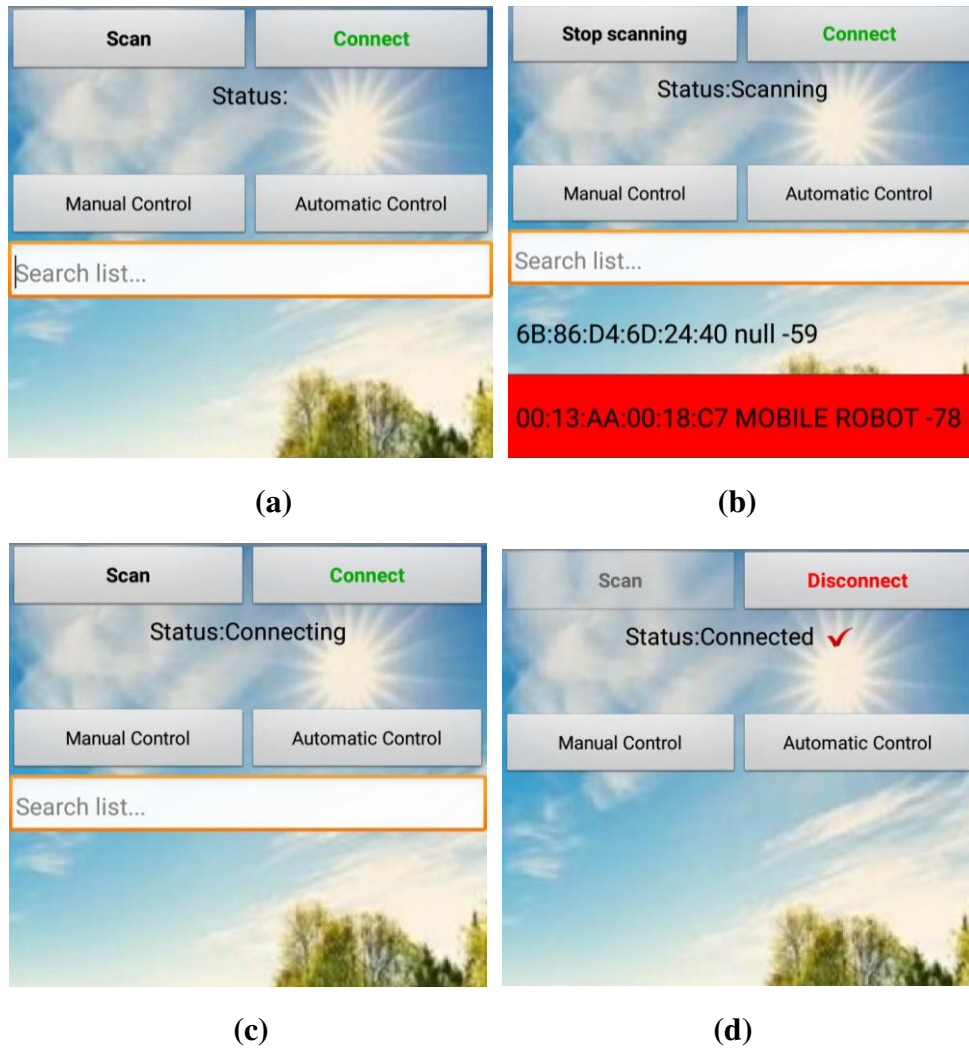 Scan Connect
Status:
Manual Control Automatic Control
Search list...
(a)
Stop scanning Connect
Status:Scanning
Manual Control Automatic Control
Search list...
6B:86:D4:6D:24:40 null -59
00:13:AA:00:18:C7 MOBILE ROBOT -78
(b)
Scan Connect
Status:Connecting
Manual Control Automatic Control
Search list...
(c)
Scan Disconnect
Status:Connected ✓
Manual Control Automatic Control
(d)